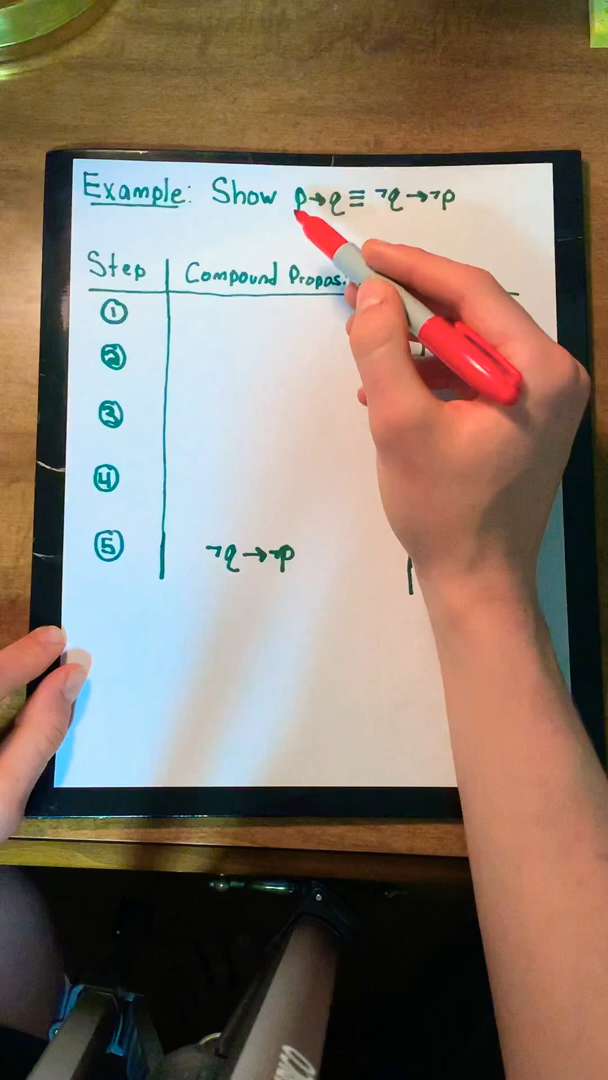 Example: Show p→q≡¬q→¬p
Step Compound Propos
①
②
③
④
⑤ ¬q→¬p